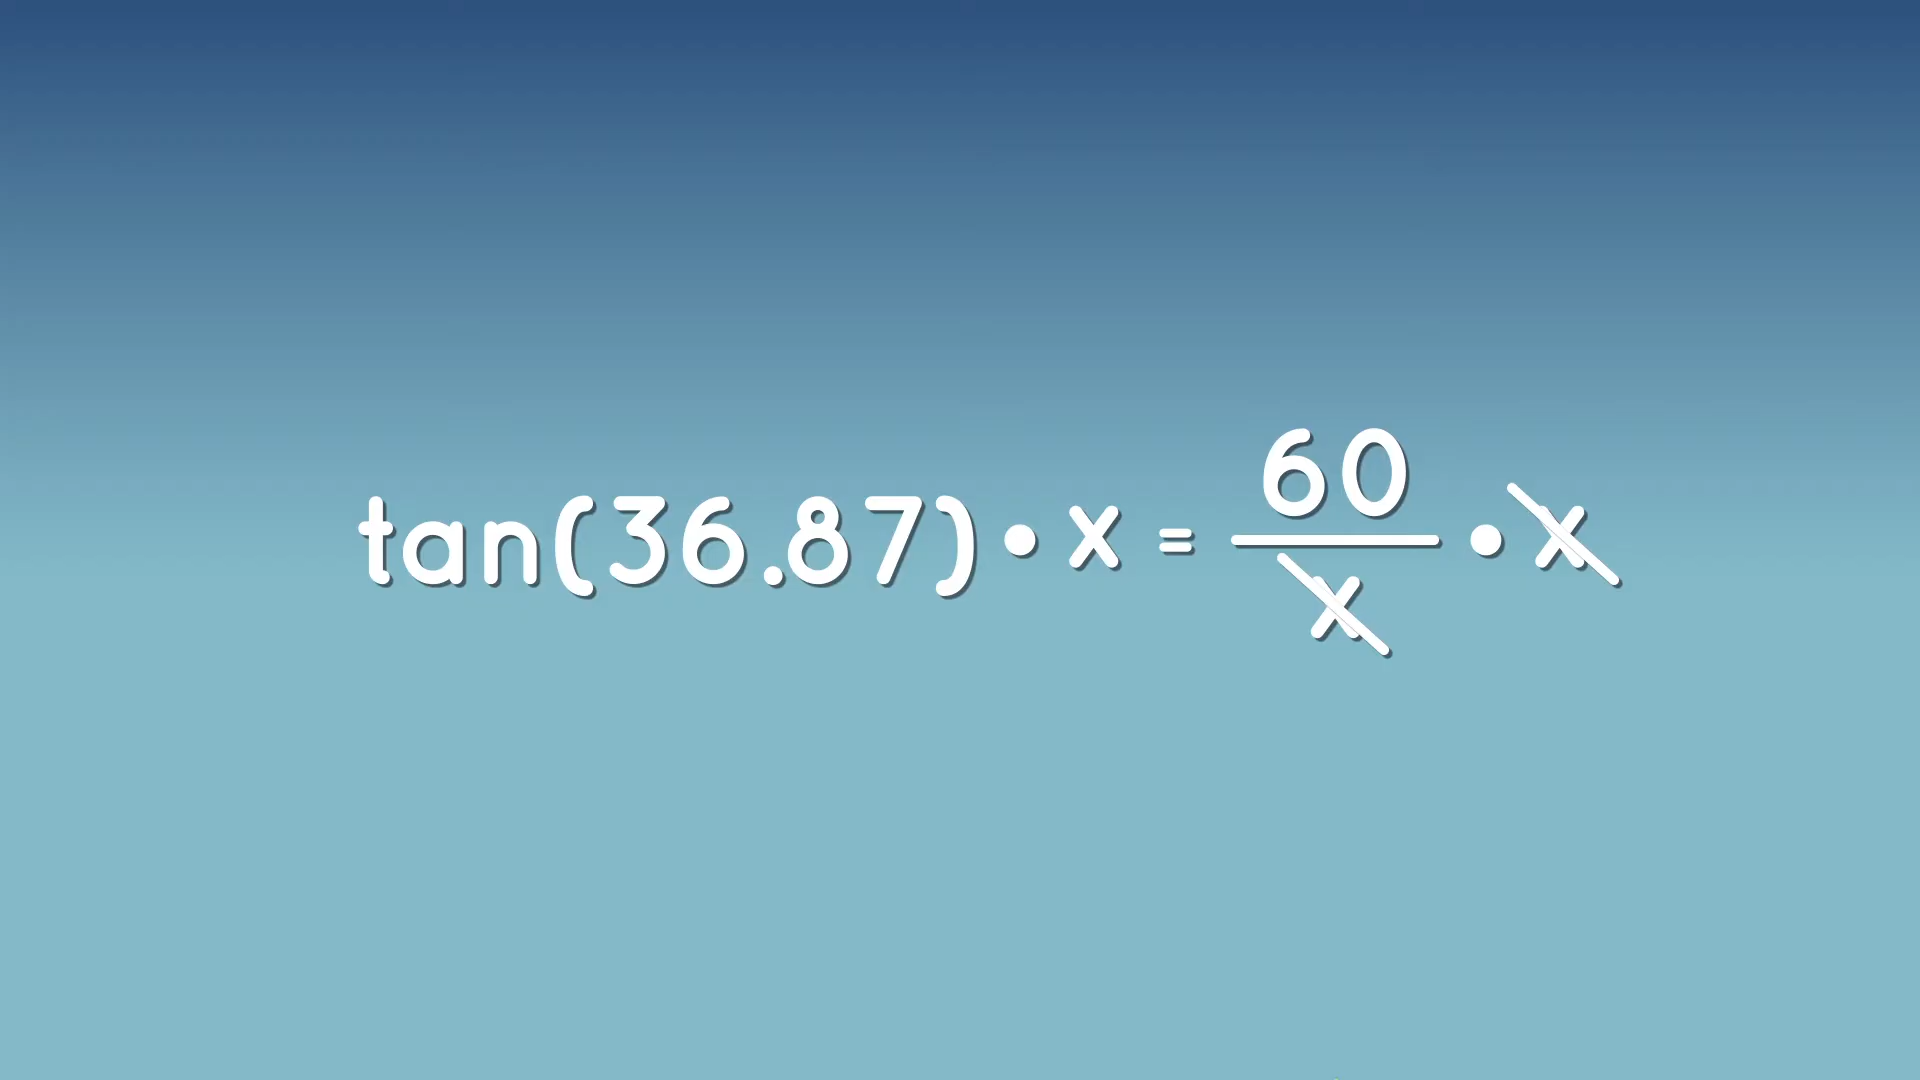 tan(36.87) • x = 60/x • x